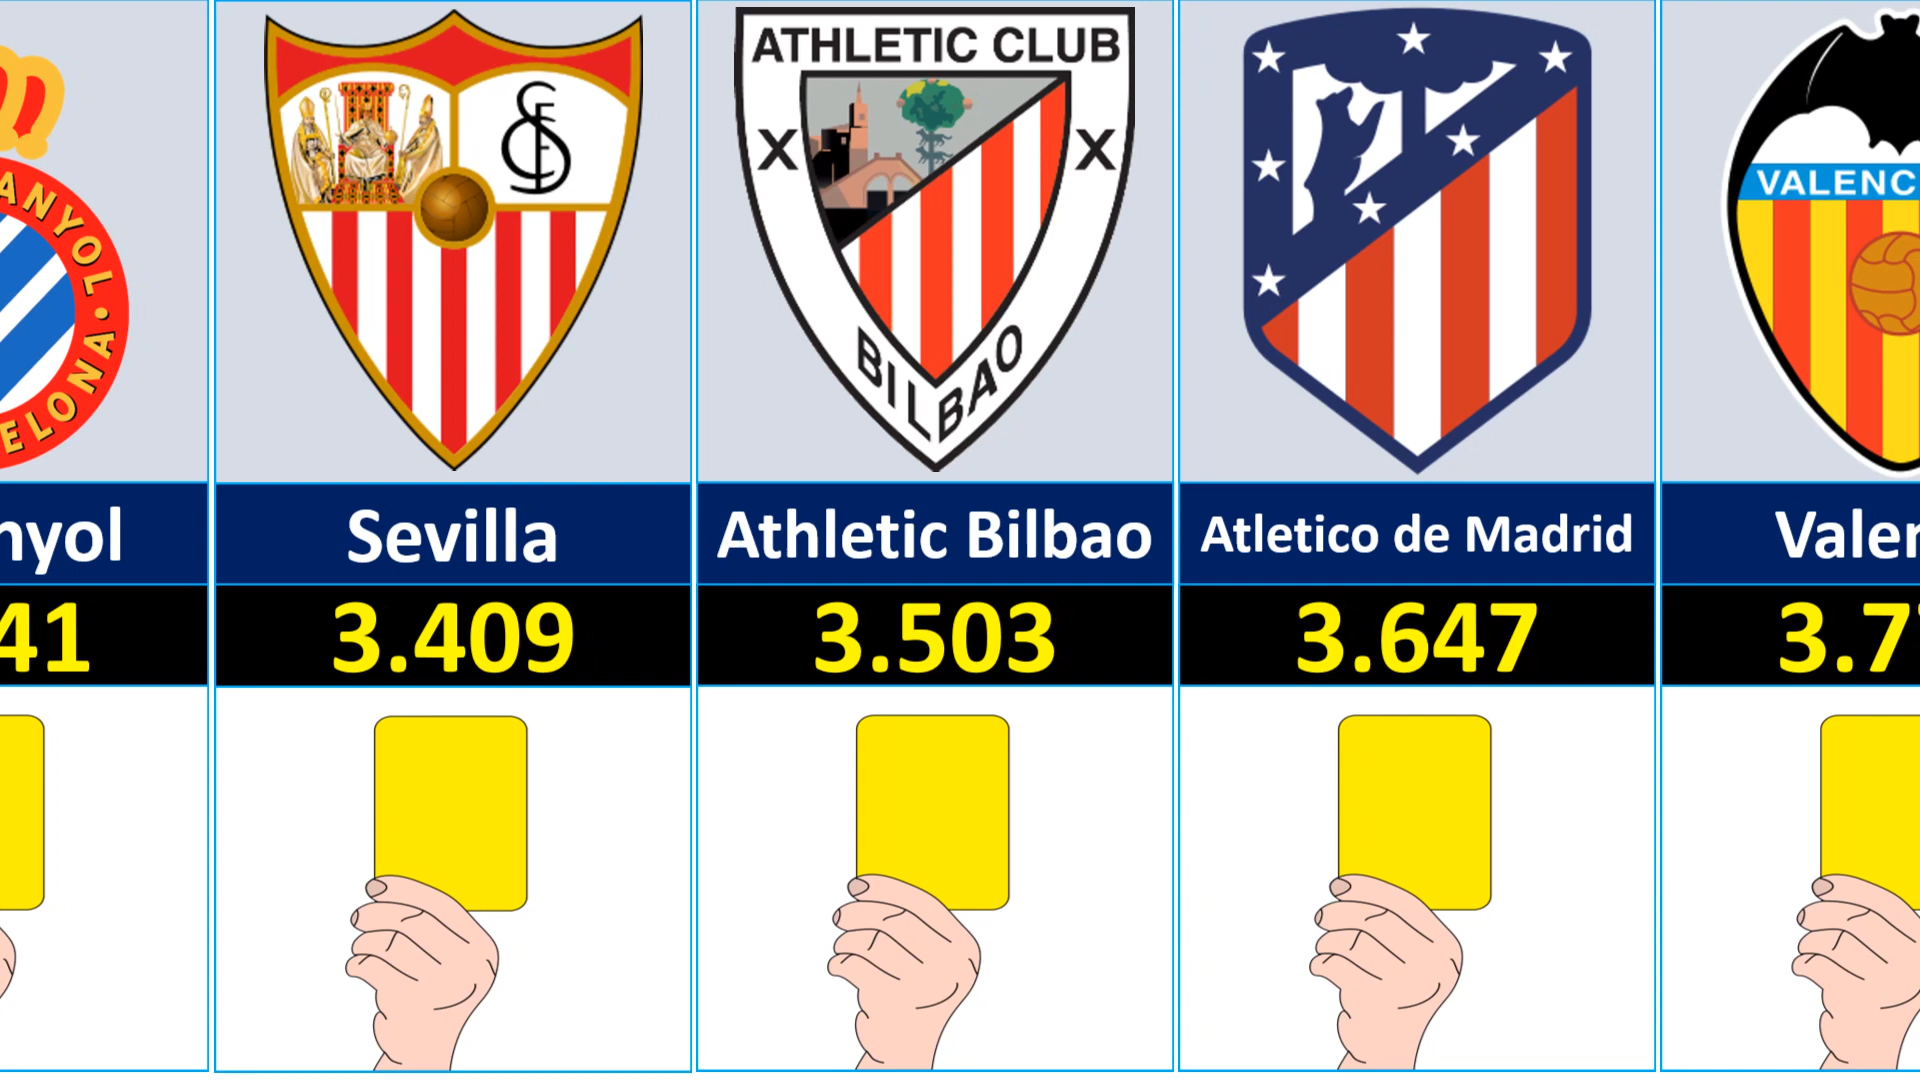 ANYOL • ELONA
nyol
41
SFC
Sevilla
3.409
ATHLETIC CLUB
X X
BILBAO
Athletic Bilbao
3.503
Atletico de Madrid
3.647
VALENC
Valen
3.7